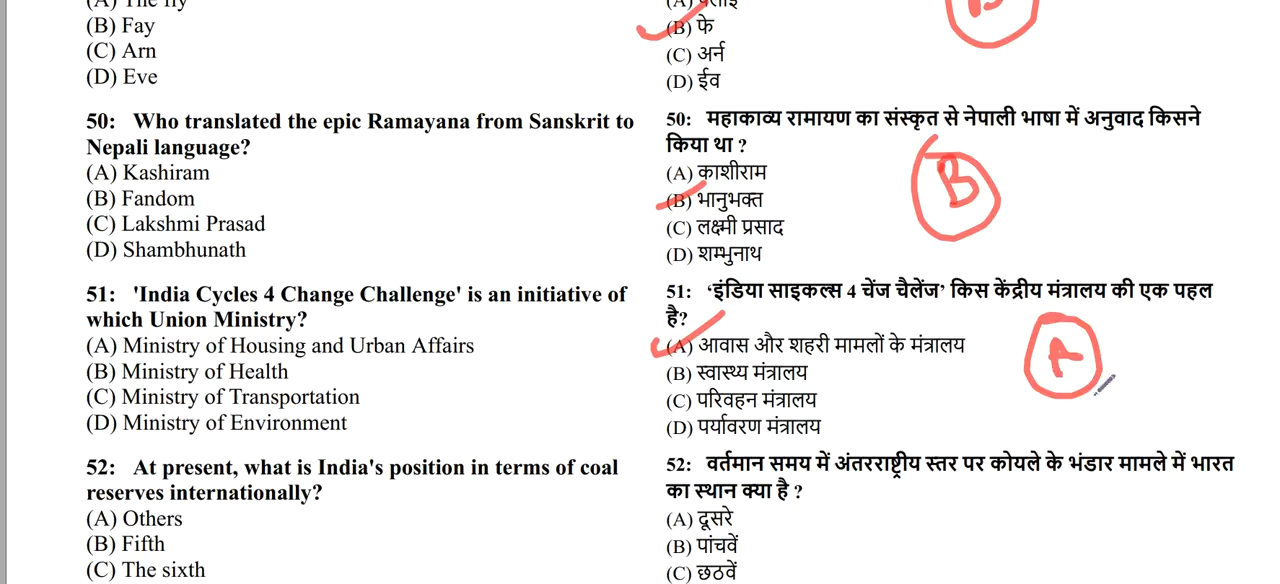 (A) The fly
(B) Fay
(C) Arn
(D) Eve
50: Who translated the epic Ramayana from Sanskrit to
Nepali language?
(A) Kashiram
(B) Fandom
(C) Lakshmi Prasad
(D) Shambhunath
51: 'India Cycles 4 Change Challenge' is an initiative of
which Union Ministry?
(A) Ministry of Housing and Urban Affairs
(B) Ministry of Health
(C) Ministry of Transportation
(D) Ministry of Environment
52: At present, what is India's position in terms of coal
reserves internationally?
(A) Others
(B) Fifth
(C) The sixth
(A)
(B) फे
(C) अर्न
(D) ईव
B
50: महाकाव्य रामायण का संस्कृत से नेपाली भाषा में अनुवाद किसने
किया था ?
(A) काशीराम
(B) भानुभक्त
(C) लक्ष्मी प्रसाद
(D) शम्भुनाथ
B
51: ‘इंडिया साइकल्स 4 चेंज चैलेंज’ किस केंद्रीय मंत्रालय की एक पहल
है?
(A) आवास और शहरी मामलों के मंत्रालय
(B) स्वास्थ्य मंत्रालय
(C) परिवहन मंत्रालय
(D) पर्यावरण मंत्रालय
A
52: वर्तमान समय में अंतरराष्ट्रीय स्तर पर कोयले के भंडार मामले में भारत
का स्थान क्या है ?
(A) दूसरे
(B) पांचवें
(C) छठवें